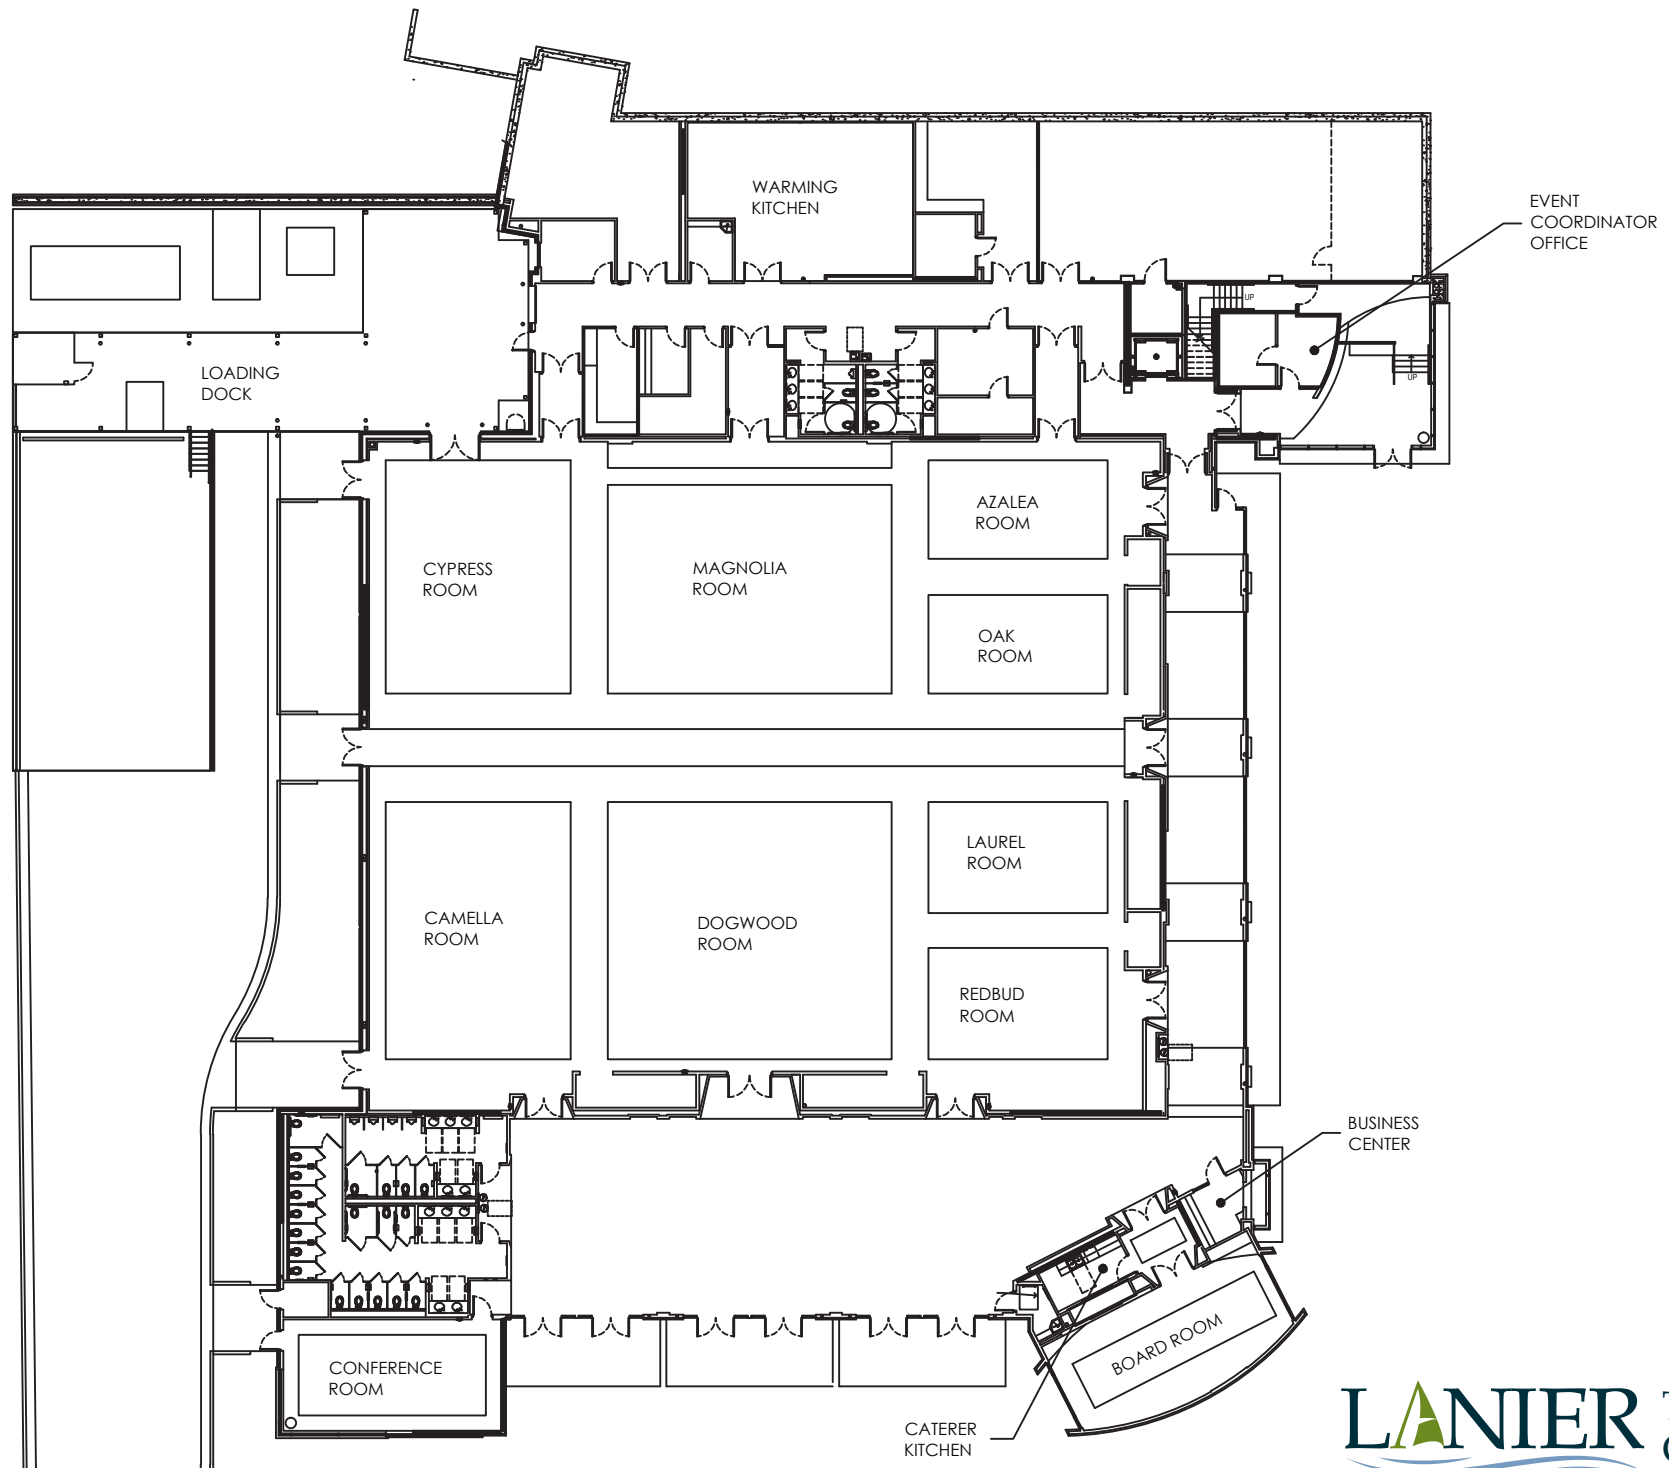 WARMING
KITCHEN
EVENT
COORDINATOR
OFFICE
UP
LOADING
DOCK
UP
AZALEA
ROOM
CYPRESS
ROOM
MAGNOLIA
ROOM
OAK
ROOM
LAUREL
ROOM
CAMELLA
ROOM
DOGWOOD
ROOM
REDBUD
ROOM
BUSINESS
CENTER
BOARD ROOM
CONFERENCE
ROOM
CATERER
KITCHEN
LANIER